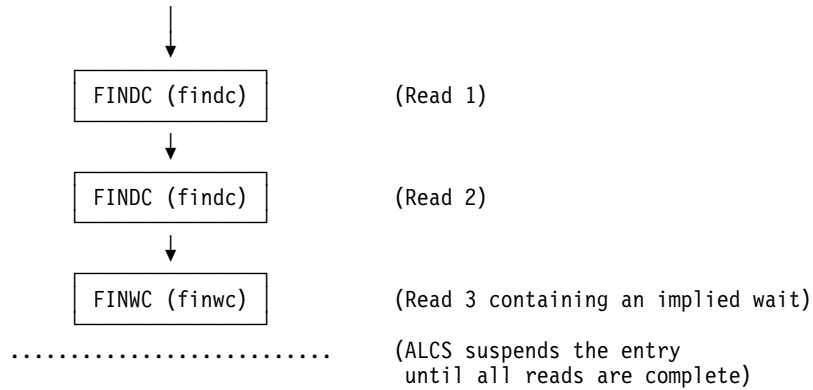 FINDC (findc) (Read 1)
FINDC (findc) (Read 2)
FINWC (finwc) (Read 3 containing an implied wait)
........................... (ALCS suspends the entry
until all reads are complete)